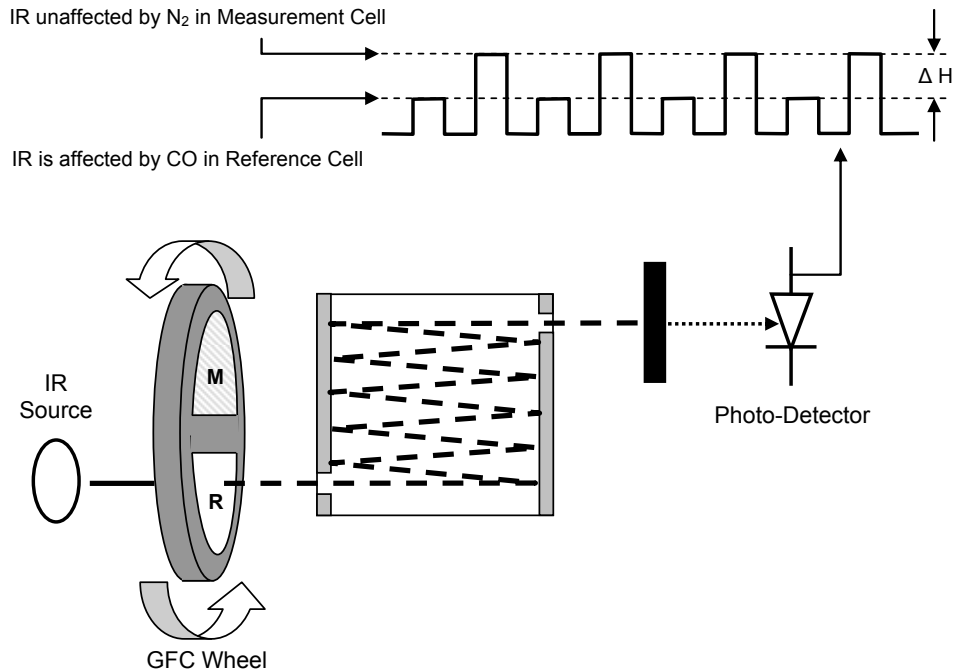 IR unaffected by N₂ in Measurement Cell
Δ H
IR is affected by CO in Reference Cell
M
IR
Source
Photo-Detector
R
GFC Wheel